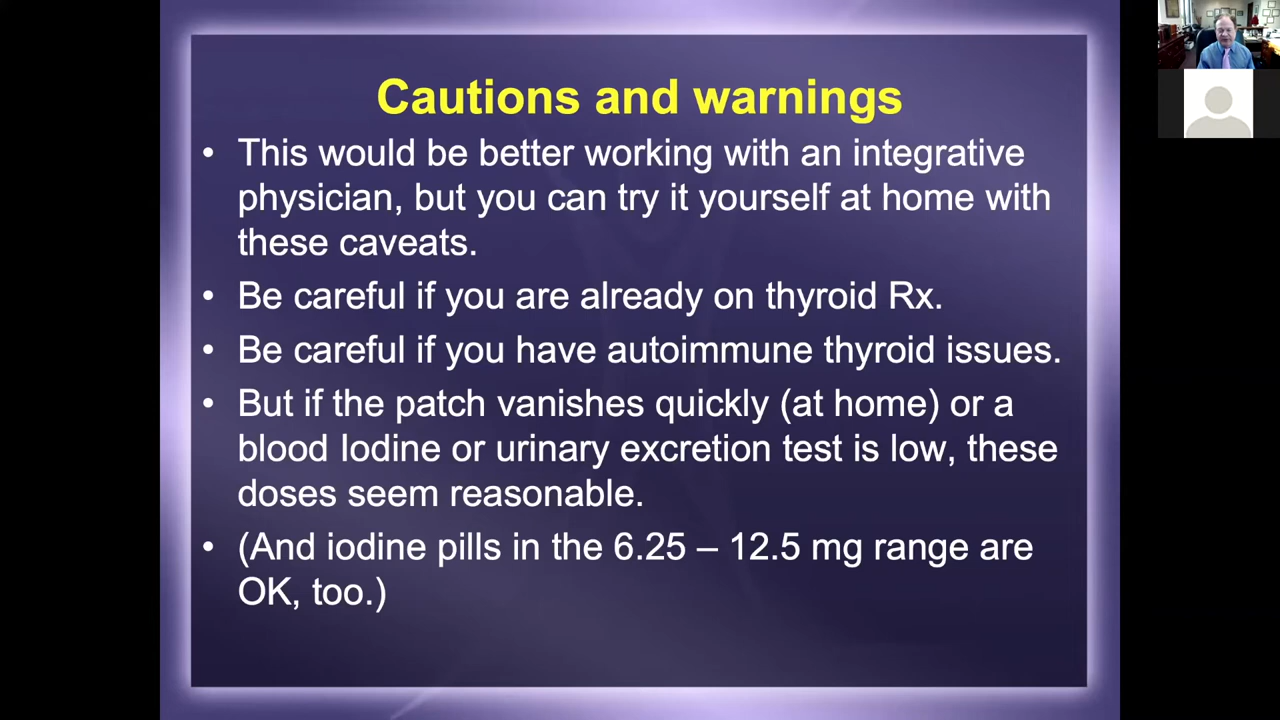 Cautions and warnings
• This would be better working with an integrative
physician, but you can try it yourself at home with
these caveats.
• Be careful if you are already on thyroid Rx.
• Be careful if you have autoimmune thyroid issues.
• But if the patch vanishes quickly (at home) or a
blood Iodine or urinary excretion test is low, these
doses seem reasonable.
• (And iodine pills in the 6.25 – 12.5 mg range are
OK, too.)